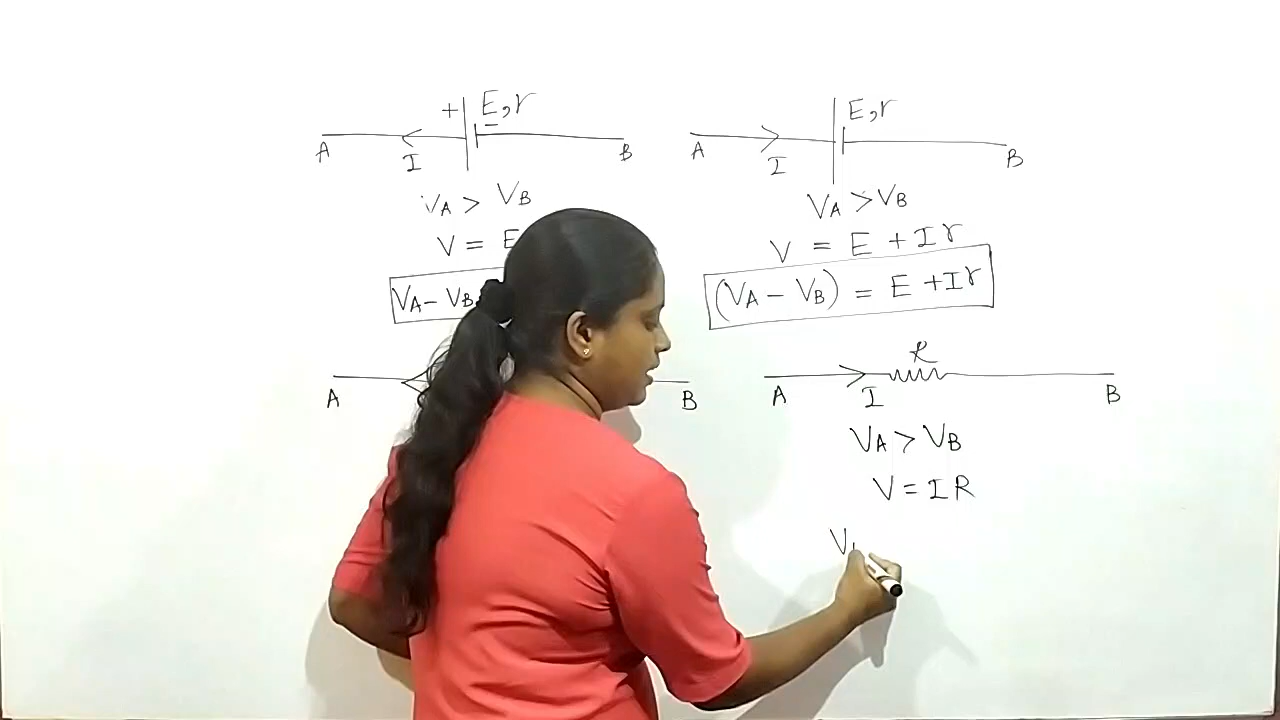 + E,r
A I B
VA > VB
V = E
VA – VB
A B
E,r
A I B
VA > VB
V = E + Ir
(VA – VB) = E + Ir
R
A I B
VA > VB
V = IR
V